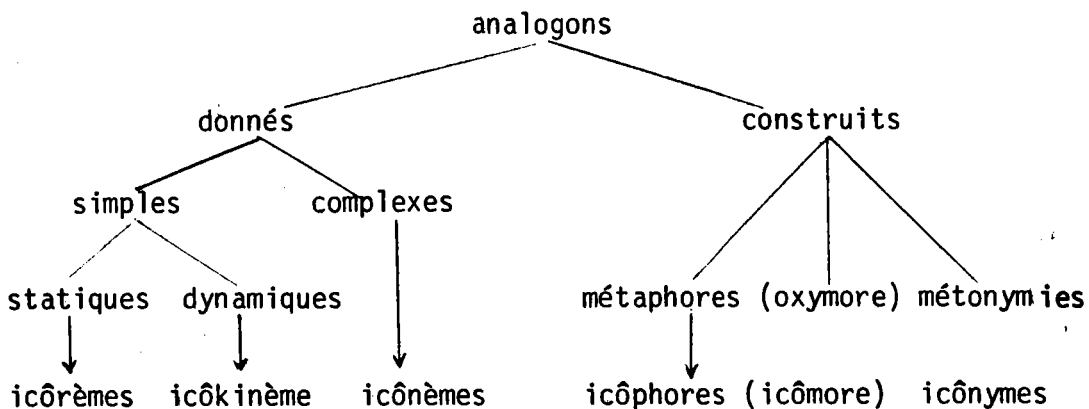 analogons
donnés construits
simples complexes
statiques dynamiques métaphores (oxymore) métonymies
icôrèmes icôkinème icônèmes icôphores (icômore) icônymes